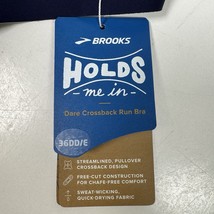 BROOKS
HOLDS
me in
Dare Crossback Run Bra
36DD/E
STREAMLINED, PULLOVER
CROSSBACK DESIGN
FREE-CUT CONSTRUCTION
FOR CHAFE-FREE COMFORT
SWEAT-WICKING,
QUICK-DRYING FABRIC